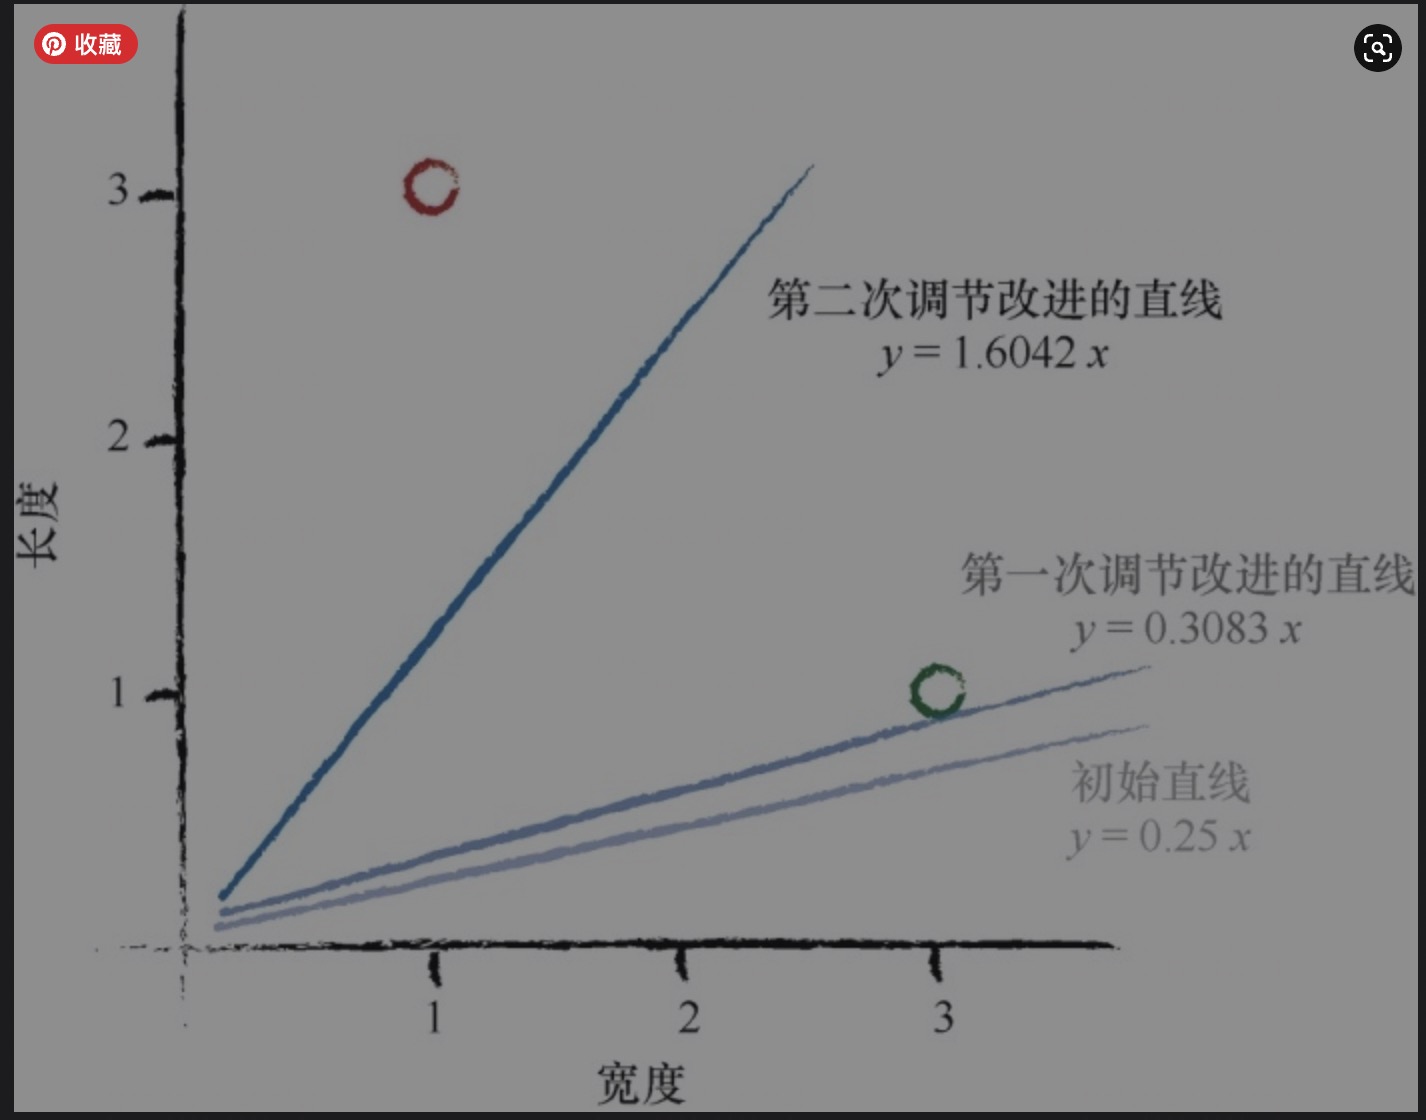 收藏
3
第二次调节改进的直线
y = 1.6042 x
2
长度
第一次调节改进的直线
y = 0.3083 x
1
初始直线
y = 0.25 x
1 2 3
宽度